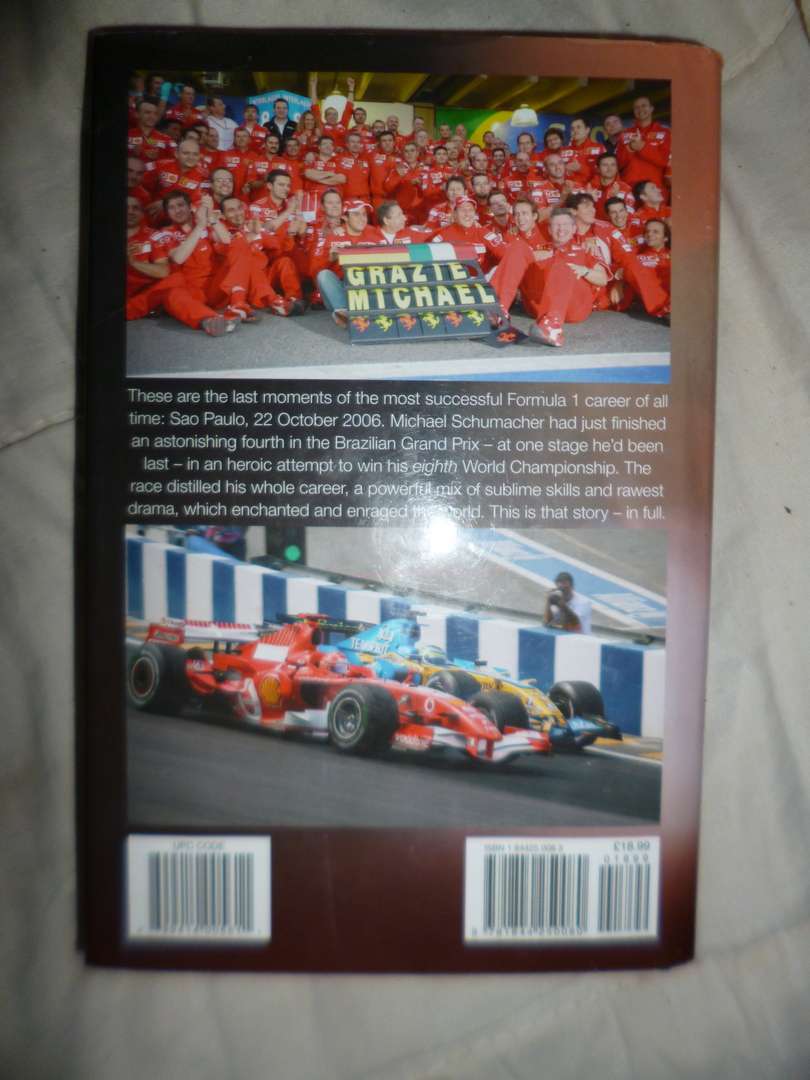 GRAZIE
MICHAEL
These are the last moments of the most successful Formula 1 career of all
time: Sao Paulo, 22 October 2006. Michael Schumacher had just finished
an astonishing fourth in the Brazilian Grand Prix – at one stage he'd been
last – in an heroic attempt to win his eighth World Championship. The
race distilled his whole career, a powerful mix of sublime skills and rawest
drama, which enchanted and enraged the world. This is that story – in full.
vodafone
UPC CODE
£18.99
01899